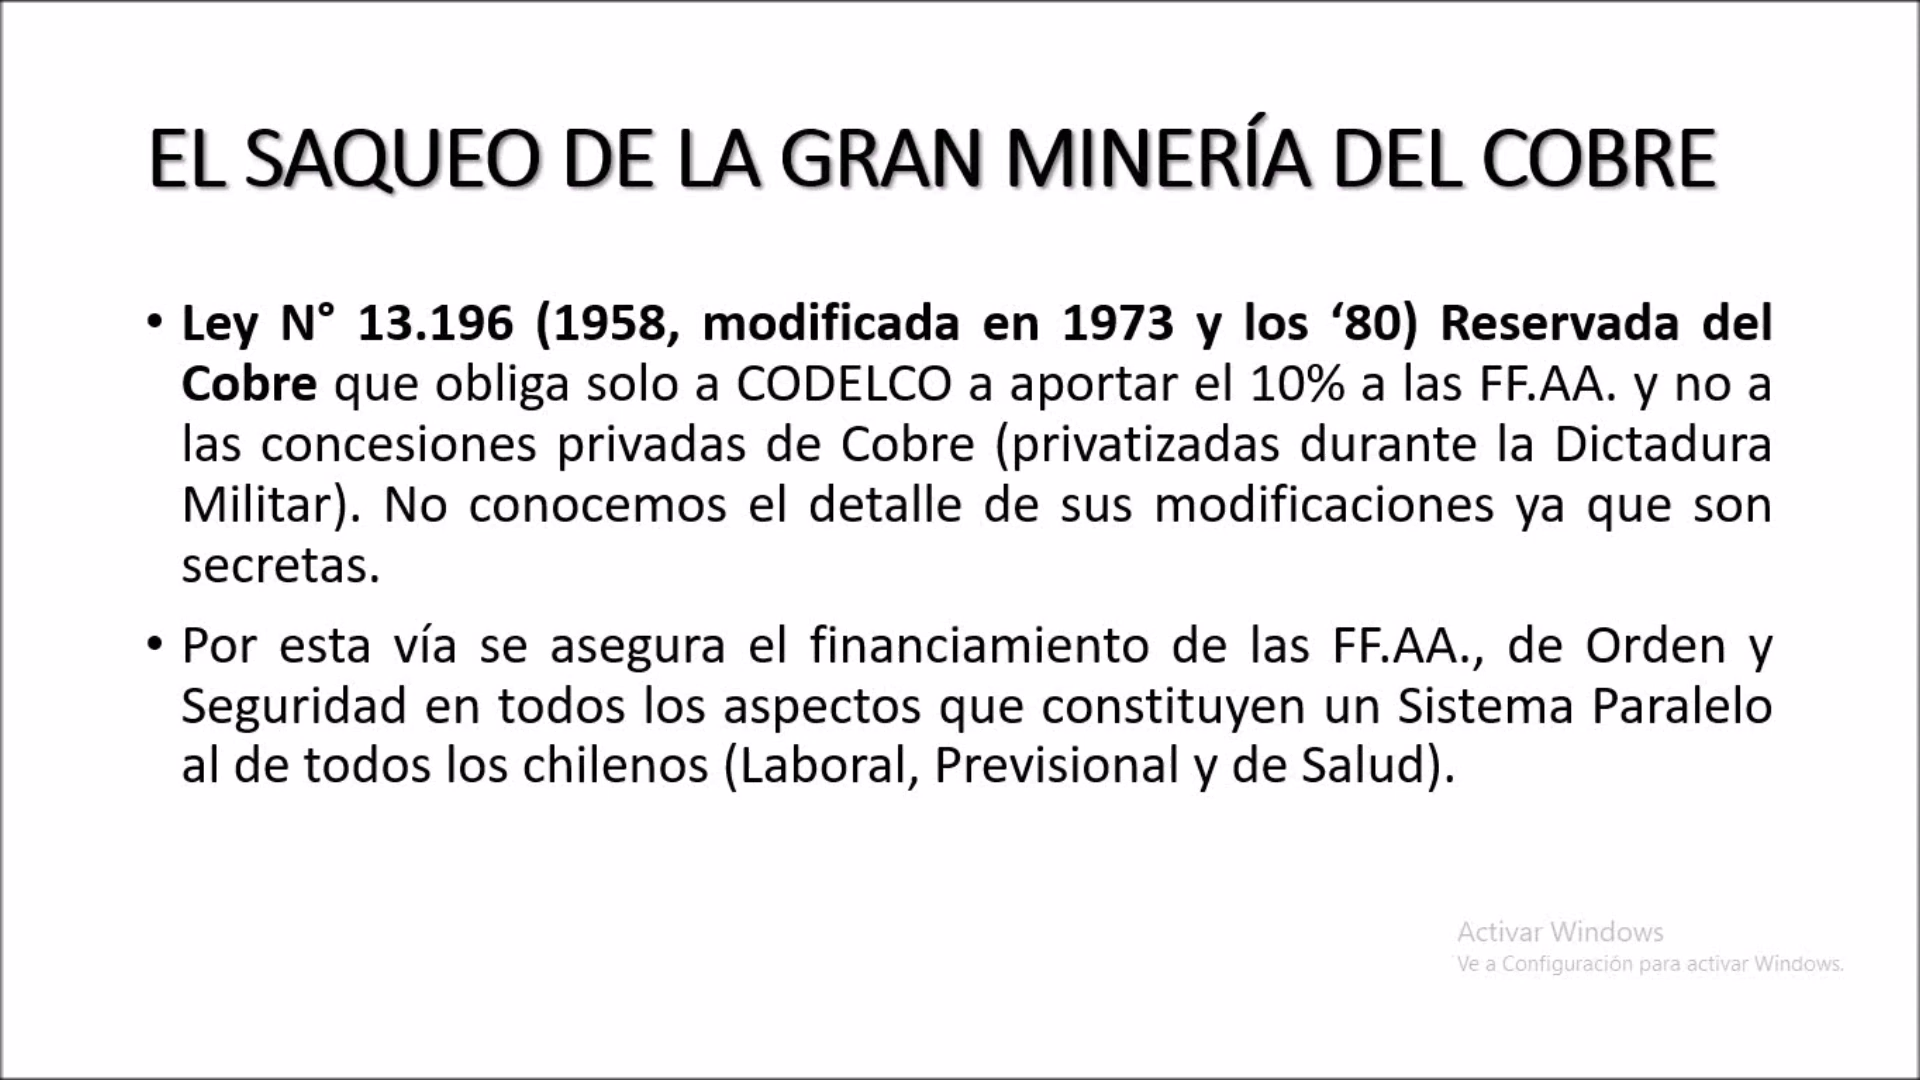 EL SAQUEO DE LA GRAN MINERÍA DEL COBRE
• Ley N° 13.196 (1958, modificada en 1973 y los ‘80) Reservada del
Cobre que obliga solo a CODELCO a aportar el 10% a las FF.AA. y no a
las concesiones privadas de Cobre (privatizadas durante la Dictadura
Militar). No conocemos el detalle de sus modificaciones ya que son
secretas.
• Por esta vía se asegura el financiamiento de las FF.AA., de Orden y
Seguridad en todos los aspectos que constituyen un Sistema Paralelo
al de todos los chilenos (Laboral, Previsional y de Salud).
Activar Windows
Ve a Configuración para activar Windows.